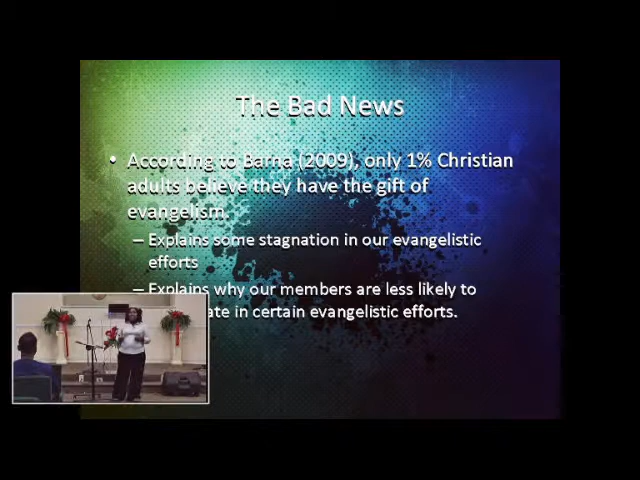 The Bad News
• According to Barna (2009), only 1% Christian
adults believe they have the gift of
evangelism.
– Explains some stagnation in our evangelistic
efforts
– Explains why our members are less likely to
ate in certain evangelistic efforts.